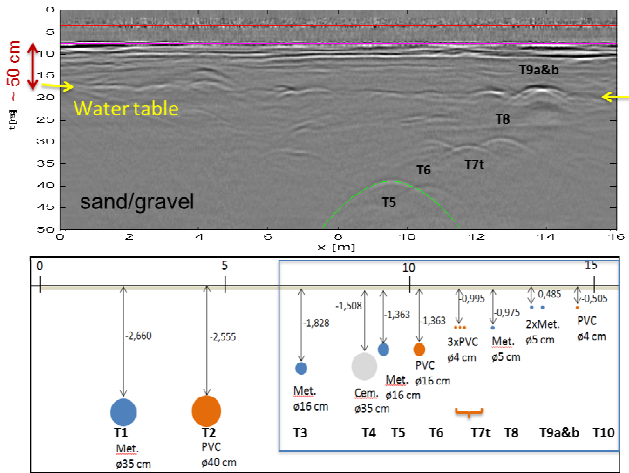 0
5
10
15
20
25
30
35
40
45
50
t[ns]
~ 50 cm
Water table
sand/gravel
T9a&b
T8
T7t
T6
T5
0 2 4 6 8 10 12 14 16
x [m]
0 5 10 15
-2,660
-2,555
-1,828
-1,508
-1,363
-1,363
-0,995
-0,975
0,485
-0,505
Met.
ø16 cm
Cem.
ø35 cm
Met.
ø16 cm
PVC
ø16 cm
3xPVC
ø4 cm
Met.
ø5 cm
2xMet.
ø5 cm
PVC
ø4 cm
T1 T2 T3 T4 T5 T6 T7t T8 T9a&b T10
Met.
ø35 cm
PVC
ø40 cm